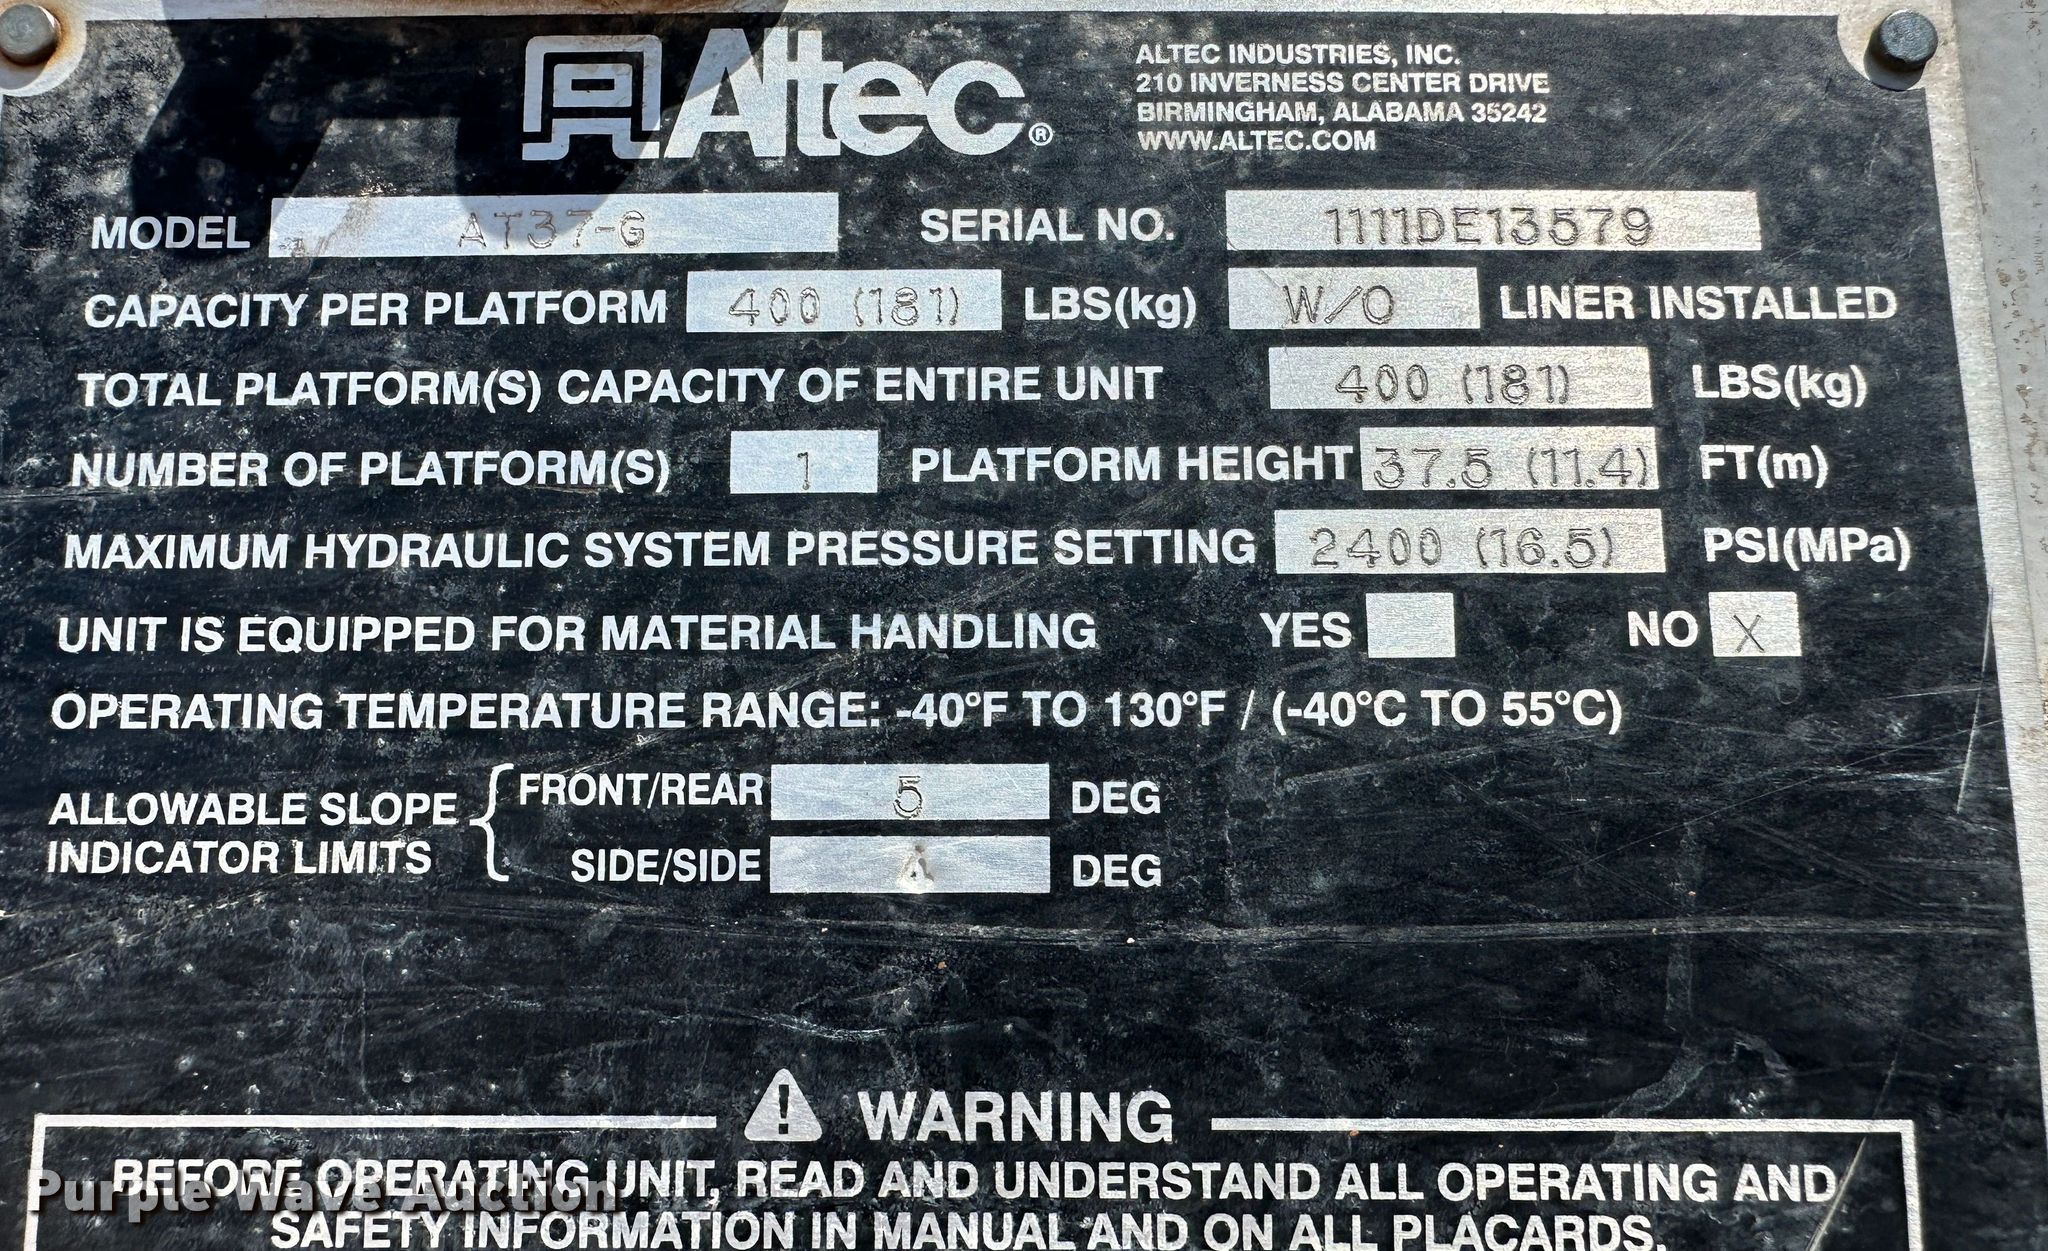 Altec®
ALTEC INDUSTRIES, INC.
210 INVERNESS CENTER DRIVE
BIRMINGHAM, ALABAMA 35242
WWW.ALTEC.COM
MODEL AT37-G SERIAL NO. 1111DE13579
CAPACITY PER PLATFORM 400 (181) LBS(kg) W/O LINER INSTALLED
TOTAL PLATFORM(S) CAPACITY OF ENTIRE UNIT 400 (181) LBS(kg)
NUMBER OF PLATFORM(S) 1 PLATFORM HEIGHT 37.5 (11.4) FT(m)
MAXIMUM HYDRAULIC SYSTEM PRESSURE SETTING 2400 (16.5) PSI(MPa)
UNIT IS EQUIPPED FOR MATERIAL HANDLING YES NO X
OPERATING TEMPERATURE RANGE: -40°F TO 130°F / (-40°C TO 55°C)
ALLOWABLE SLOPE INDICATOR LIMITS
FRONT/REAR 5 DEG
SIDE/SIDE DEG
WARNING
BEFORE OPERATING UNIT, READ AND UNDERSTAND ALL OPERATING AND
SAFETY INFORMATION IN MANUAL AND ON ALL PLACARDS.
Purple Wave Auction